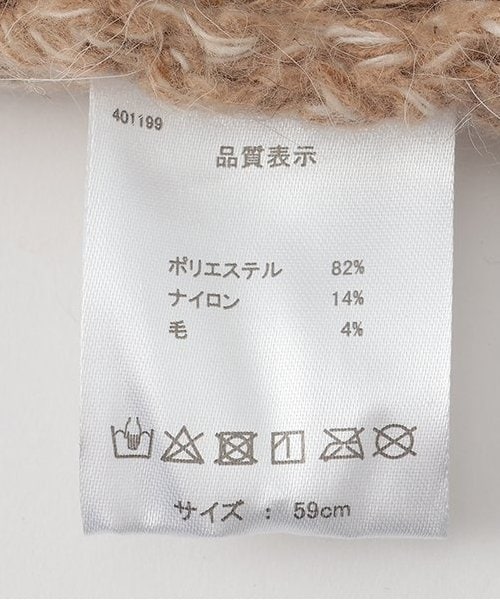 401199
品質表示
ポリエステル 82%
ナイロン 14%
毛 4%
サイズ : 59cm